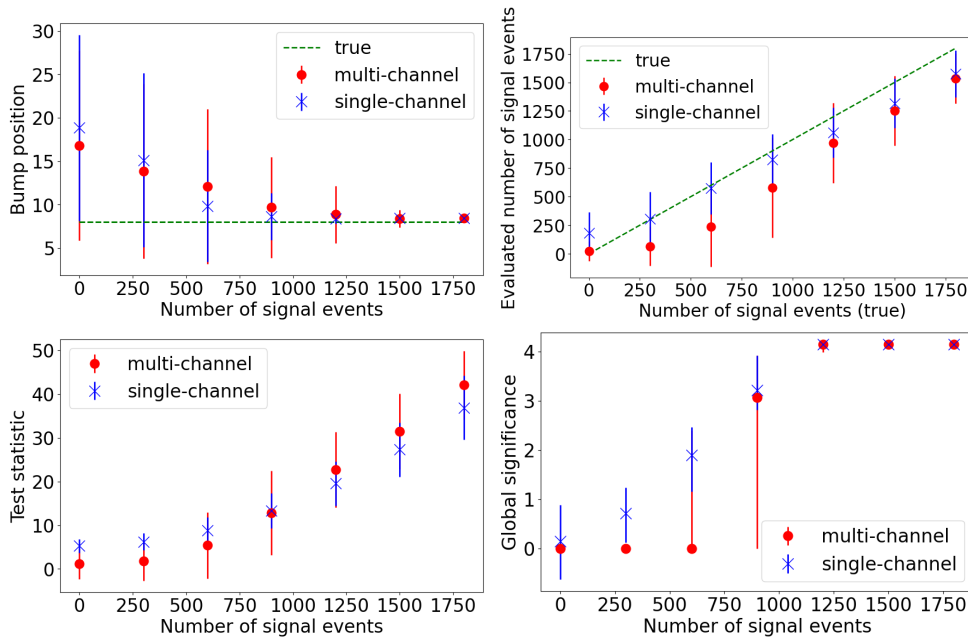 30
25
20
15
10
5
Bump position
true
multi-channel
single-channel
0 250 500 750 1000 1250 1500 1750
Number of signal events
1750
1500
1250
1000
750
500
250
0
Evaluated number of signal events
true
multi-channel
single-channel
0 250 500 750 1000 1250 1500 1750
Number of signal events (true)
50
40
30
20
10
0
Test statistic
multi-channel
single-channel
0 250 500 750 1000 1250 1500 1750
Number of signal events
4
3
2
1
0
Global significance
multi-channel
single-channel
0 250 500 750 1000 1250 1500 1750
Number of signal events